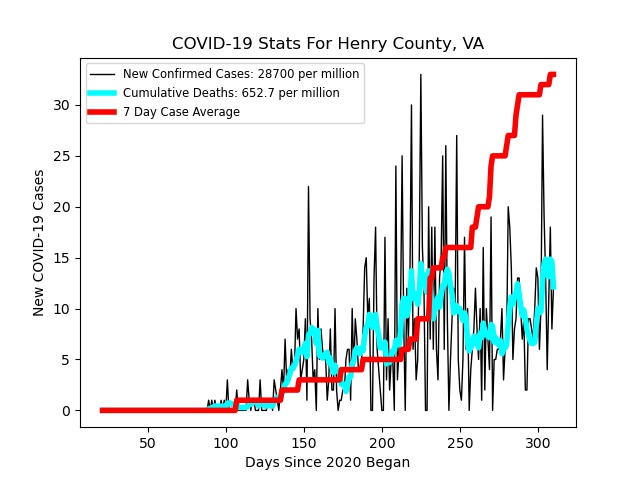 COVID-19 Stats For Henry County, VA
New Confirmed Cases: 28700 per million
Cumulative Deaths: 652.7 per million
7 Day Case Average
New COVID-19 Cases
30
25
20
15
10
5
0
50 100 150 200 250 300
Days Since 2020 Began